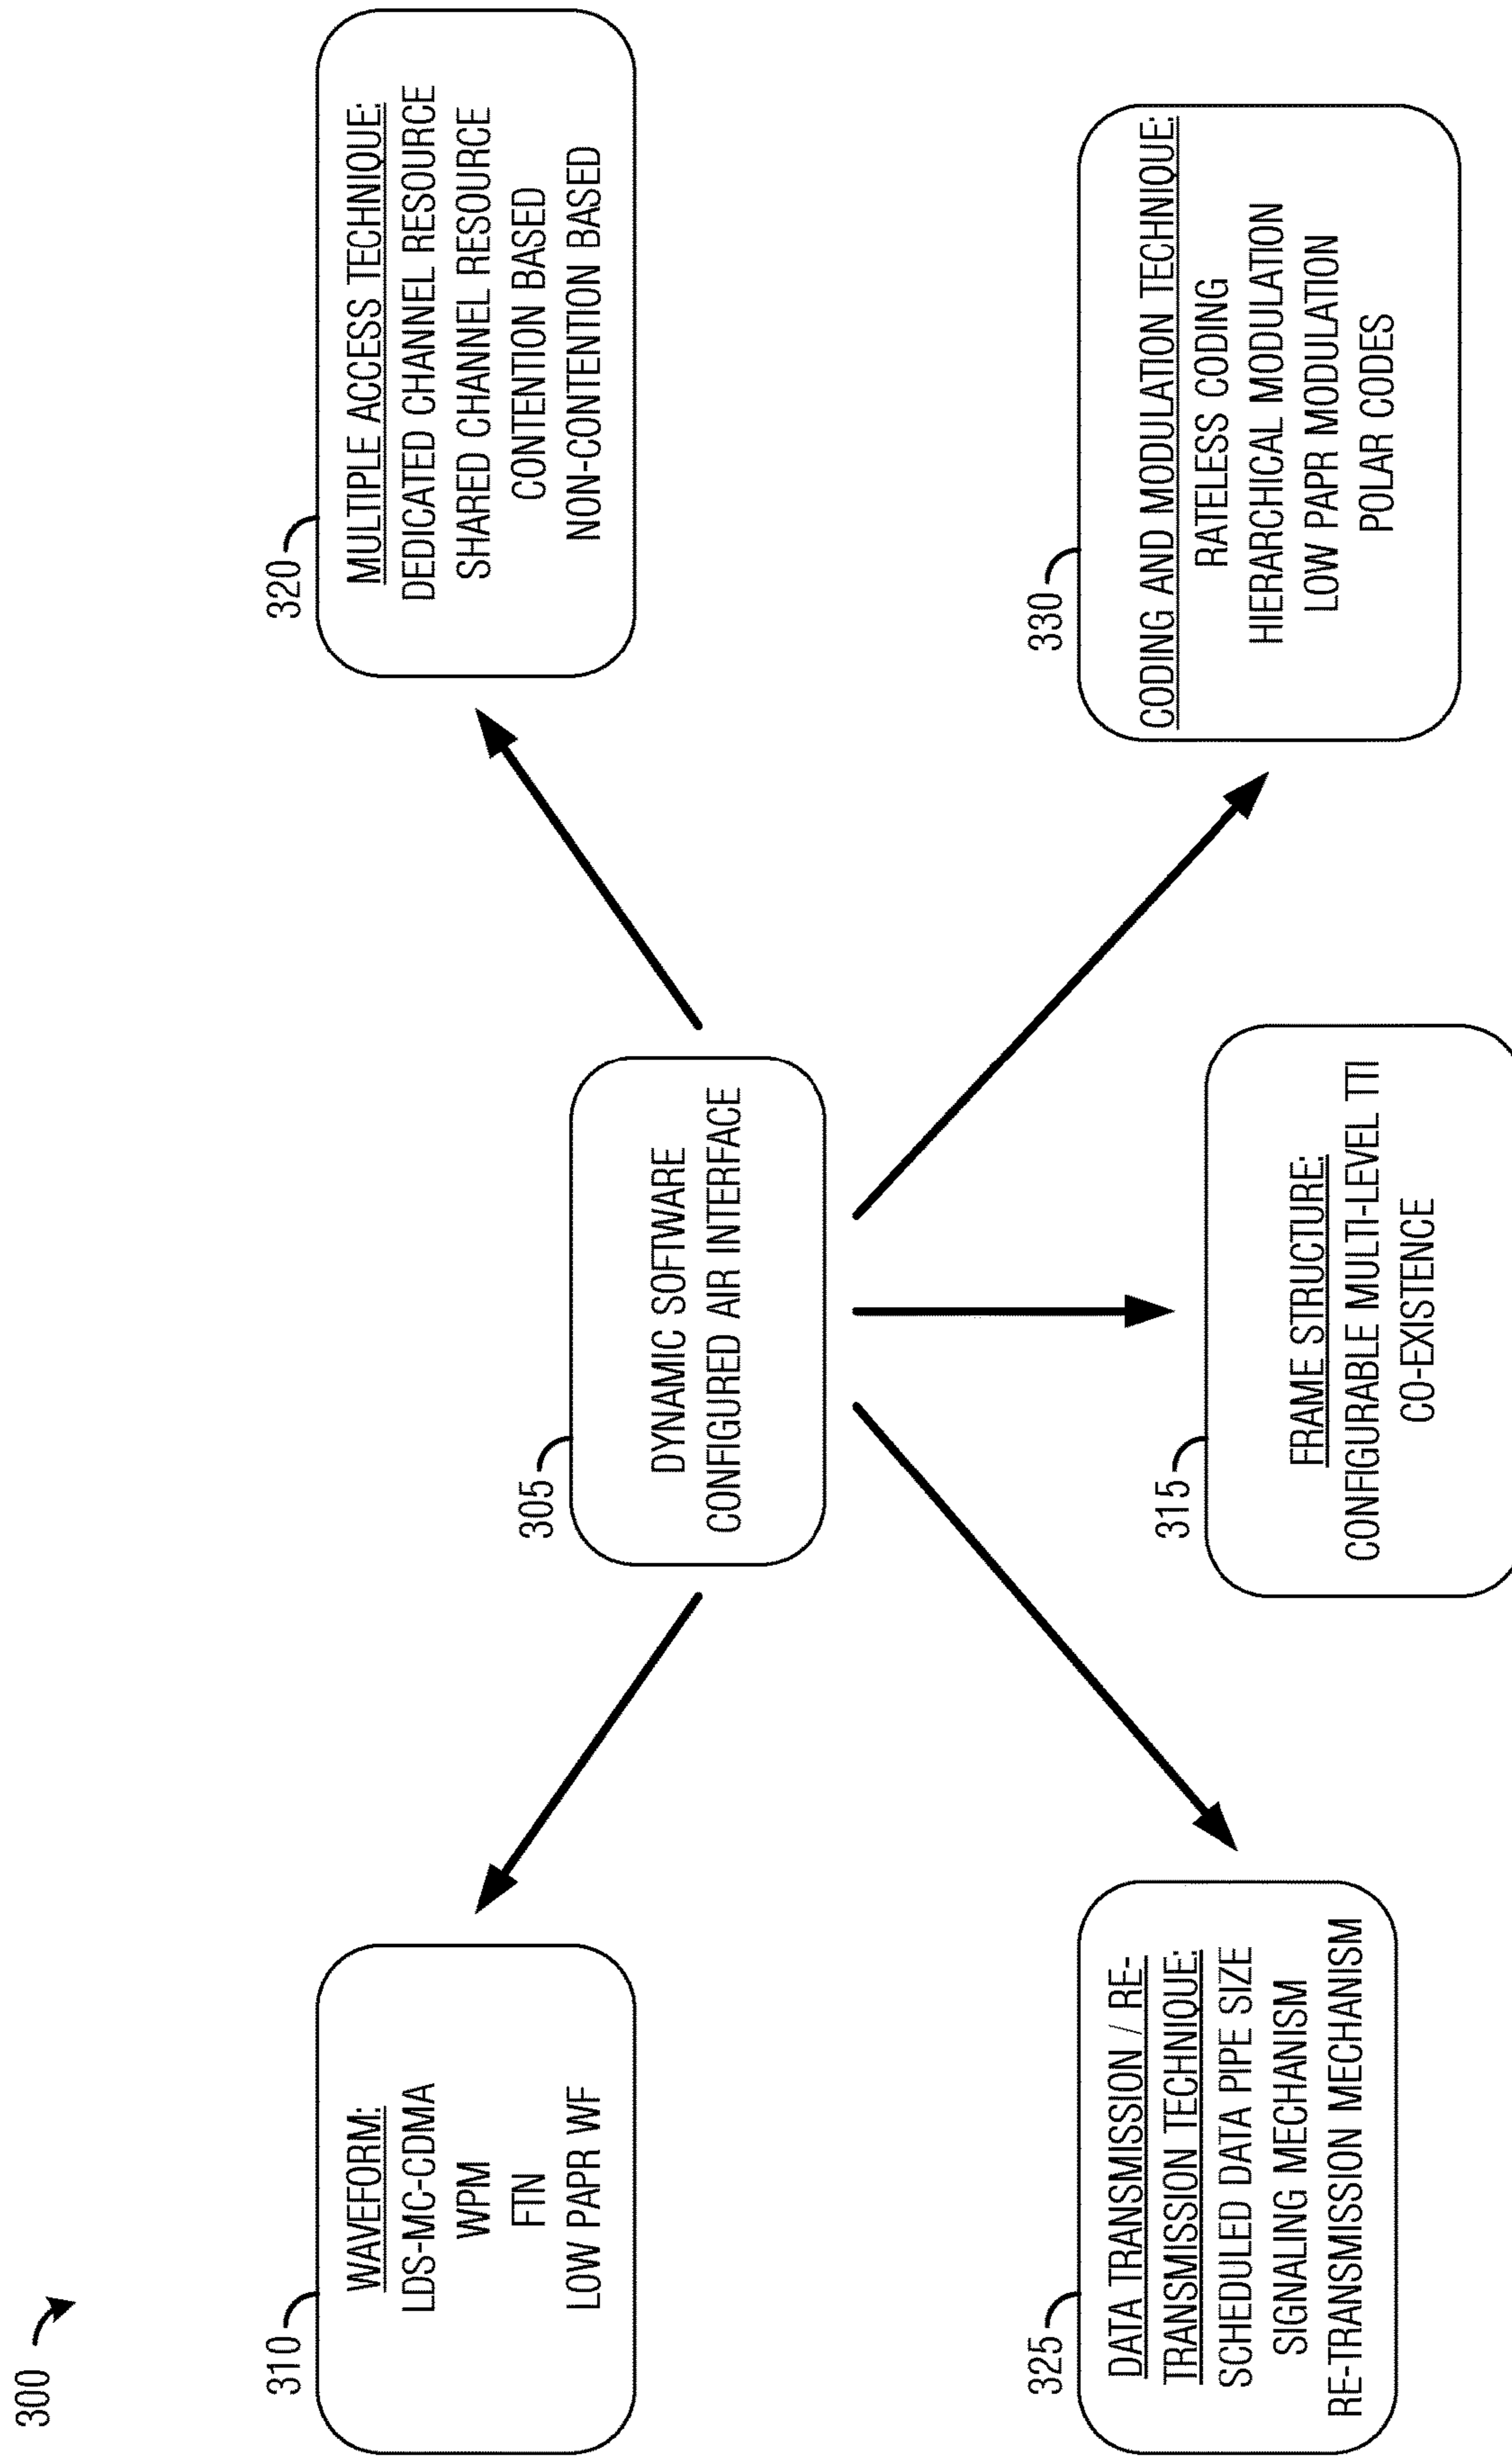 300
310
WAVEFORM:
LDS-MC-CDMA
WPM
FTN
LOW PAPR WF
320
MULTIPLE ACCESS TECHNIQUE:
DEDICATED CHANNEL RESOURCE
SHARED CHANNEL RESOURCE
CONTENTION BASED
NON-CONTENTION BASED
305
DYNAMIC SOFTWARE
CONFIGURED AIR INTERFACE
325
DATA TRANSMISSION / RE-
TRANSMISSION TECHNIQUE:
SCHEDULED DATA PIPE SIZE
SIGNALING MECHANISM
RE-TRANSMISSION MECHANISM
315
FRAME STRUCTURE:
CONFIGURABLE MULTI-LEVEL TTI
CO-EXISTENCE
330
CODING AND MODULATION TECHNIQUE:
RATELESS CODING
HIERARCHICAL MODULATION
LOW PAPR MODULATION
POLAR CODES